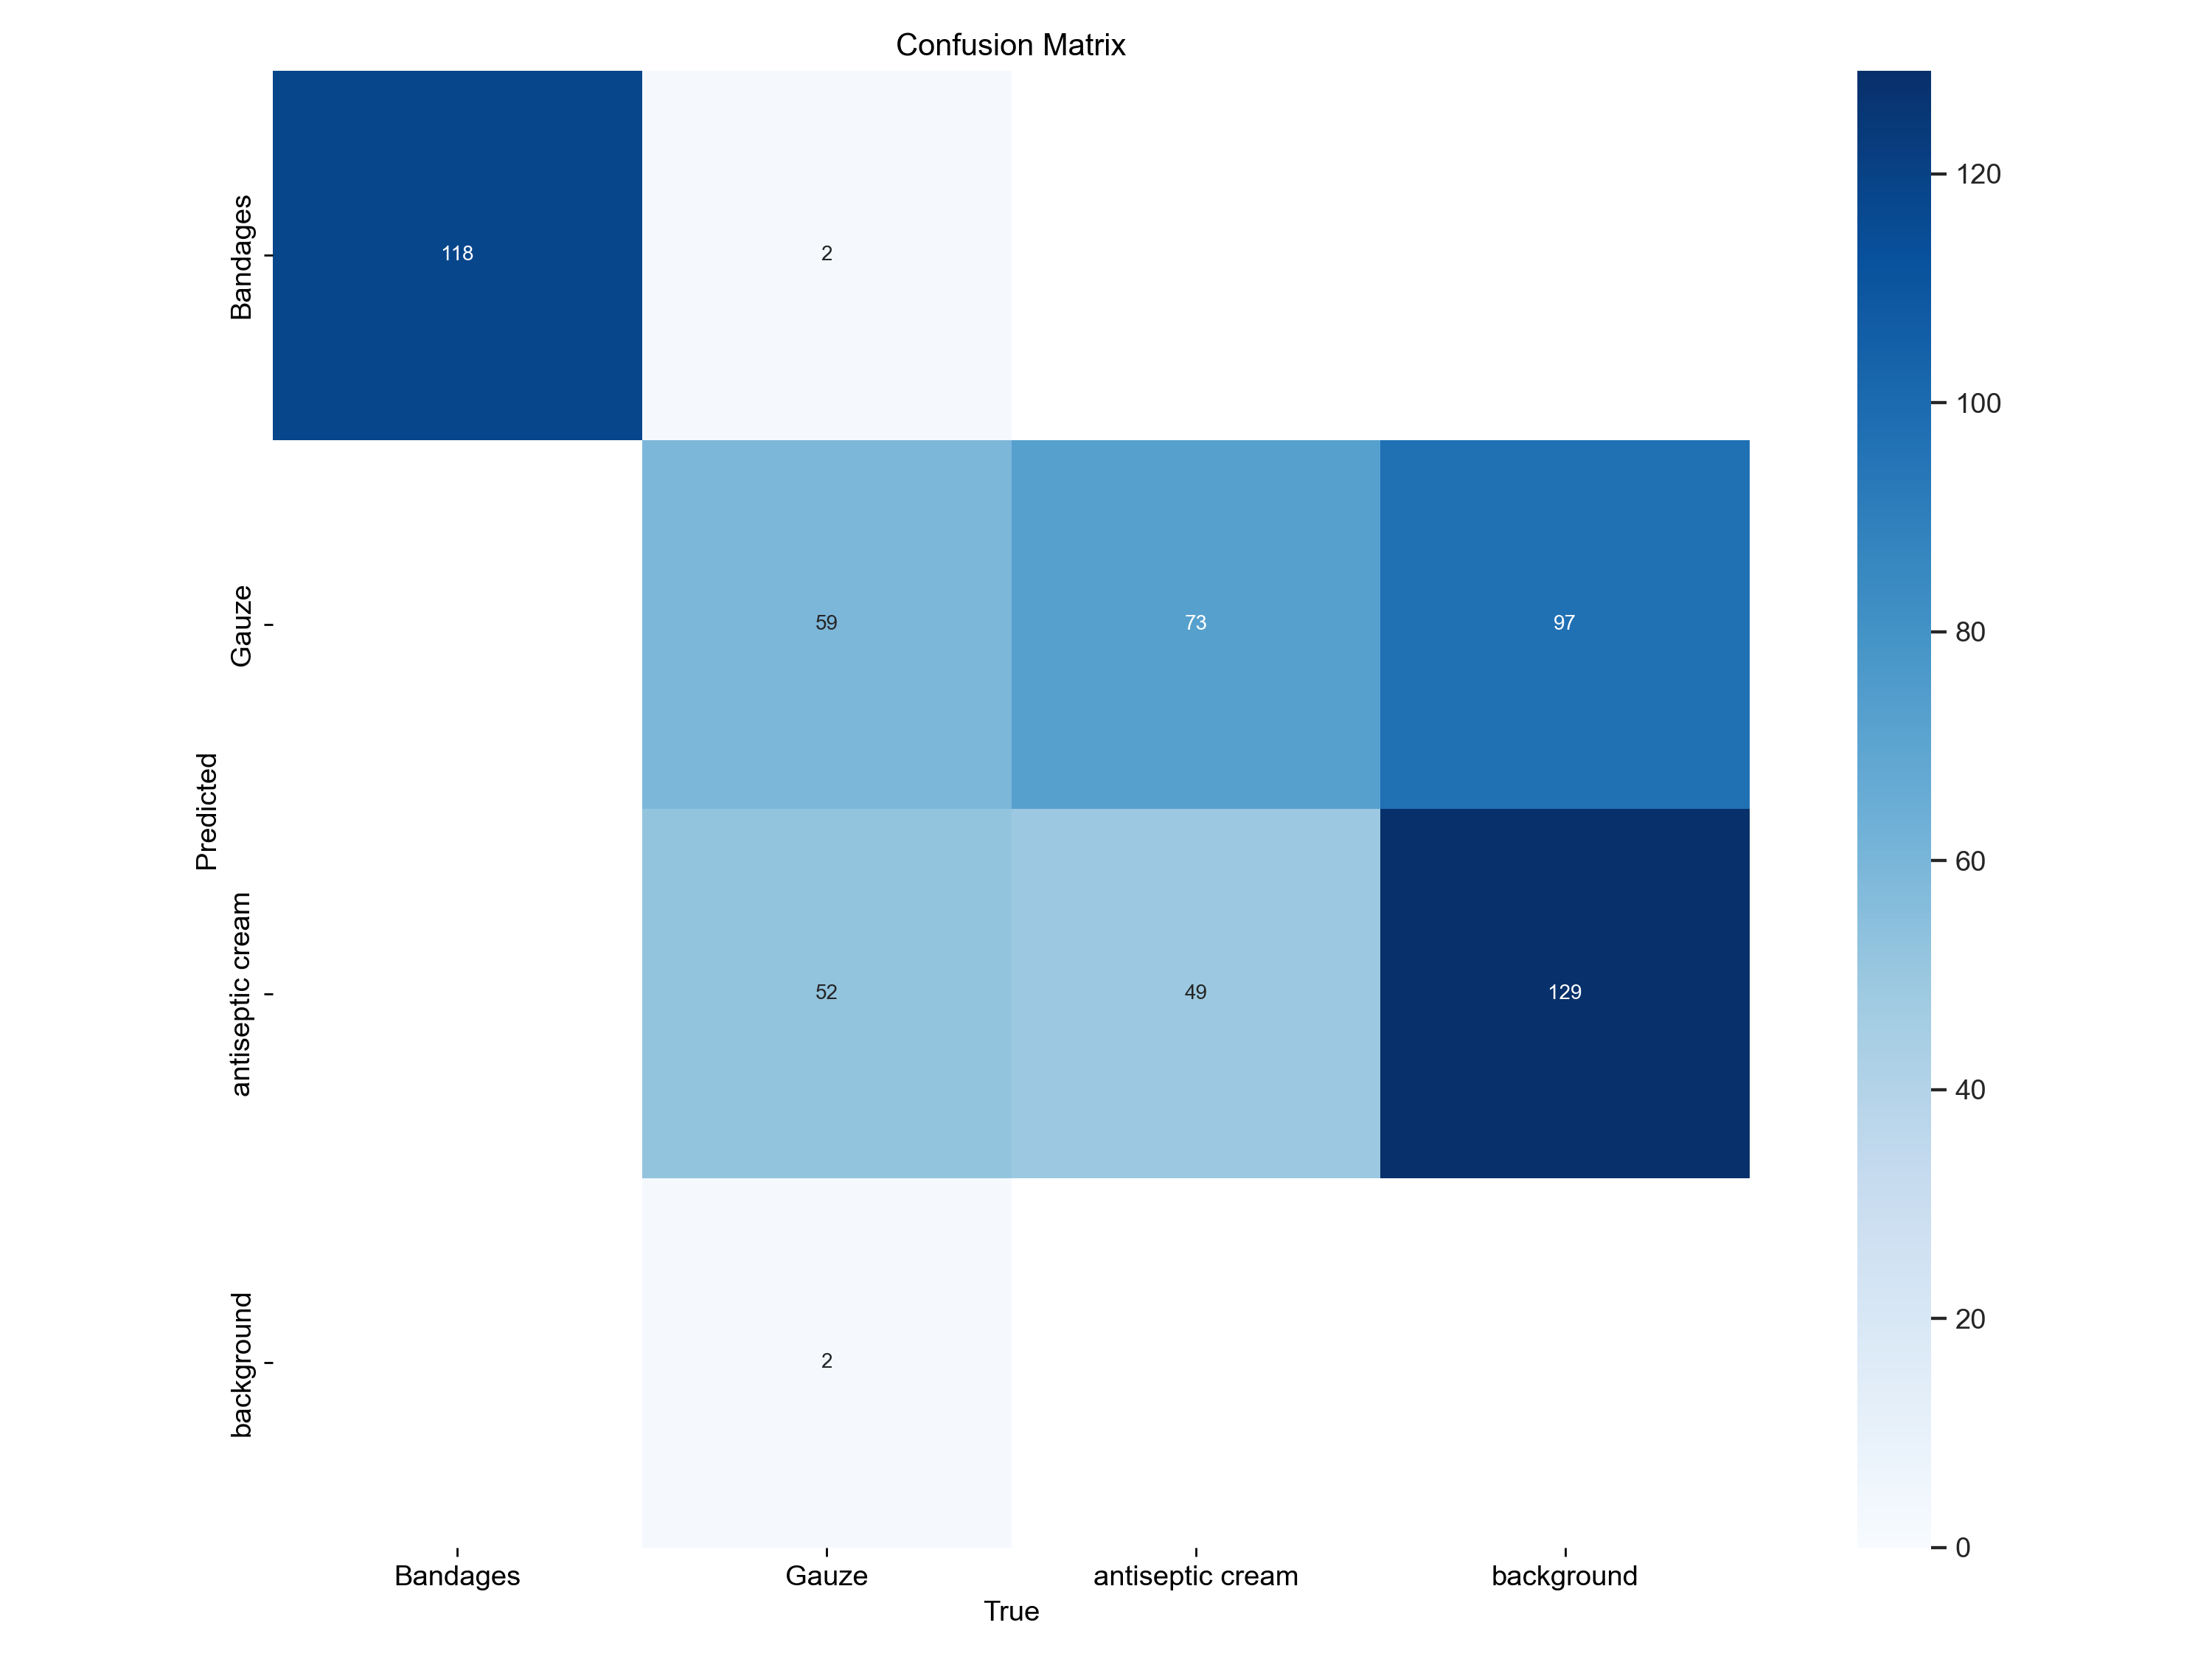 Confusion Matrix
Bandages
118
2
Gauze
59
73
97
antiseptic cream
52
49
129
background
2
Predicted
Bandages
Gauze
antiseptic cream
background
True
120
100
80
60
40
20
0